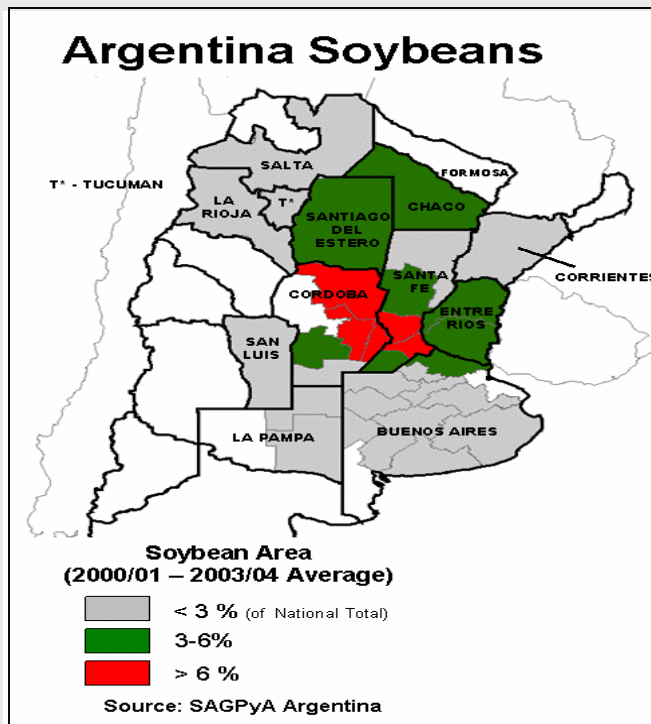 Argentina Soybeans
SALTA
FORMOSA
T* - TUCUMAN
LA
RIOJA
T*
CHACO
SANTIAGO
DEL
ESTERO
SANTA
FE
CORRIENTES
CORDOBA
ENTRE
RIOS
SAN
LUIS
LA PAMPA
BUENOS AIRES
Soybean Area
(2000/01 – 2003/04 Average)
< 3 % (of National Total)
3-6%
> 6 %
Source: SAGPyA Argentina